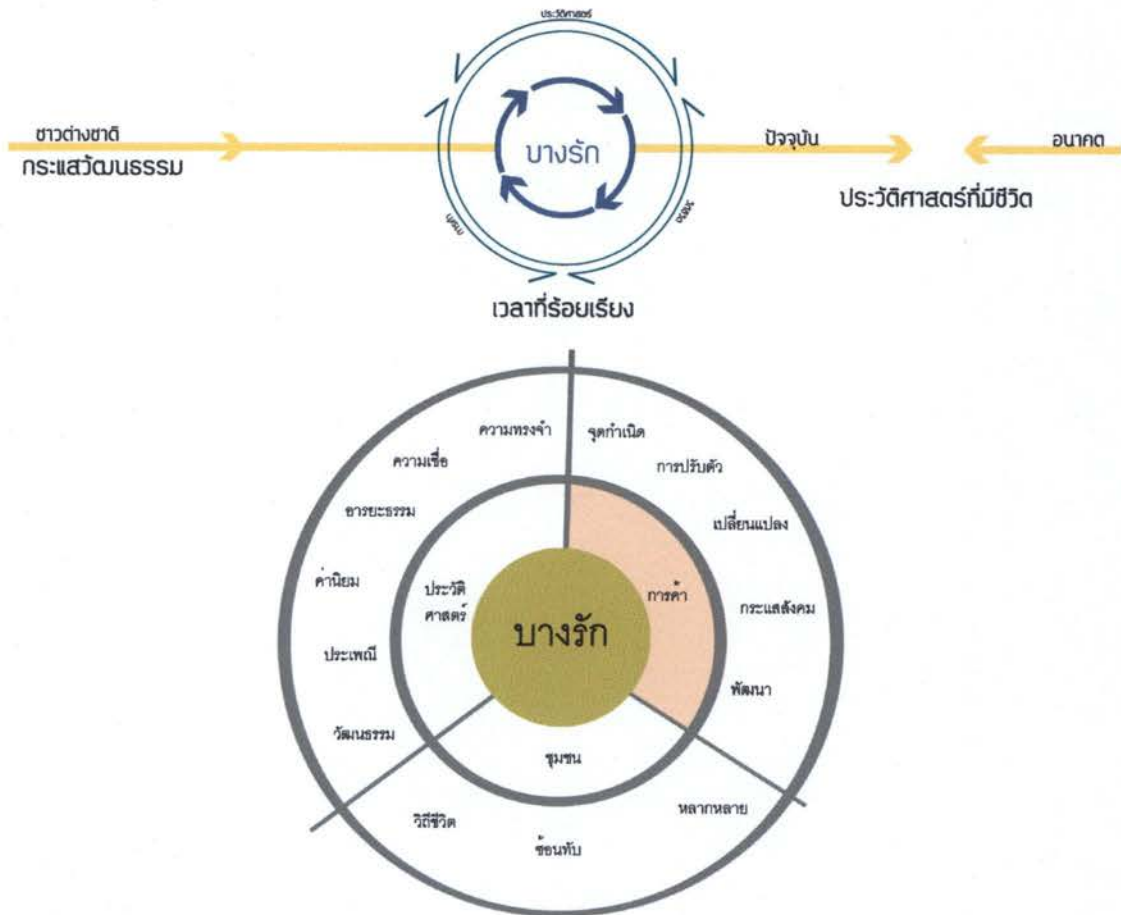 ประวัติศาสตร์
ชาวต่างชาติ
กระแสวัฒนธรรม
บางรัก
ปัจจุบัน
อนาคต
ประวัติศาสตร์ที่มีชีวิต
เวลาที่ร้อยเรียง
ความทรงจำ
จุดกำเนิด
ความเชื่อ
การปรับตัว
อารยะธรรม
เปลี่ยนแปลง
ค่านิยม
ประวัติ
ศาสตร์
การค้า
กระแสสังคม
บางรัก
ประเพณี
พัฒนา
วัฒนธรรม
ชุมชน
หลากหลาย
วิถีชีวิต
ซ้อนทับ